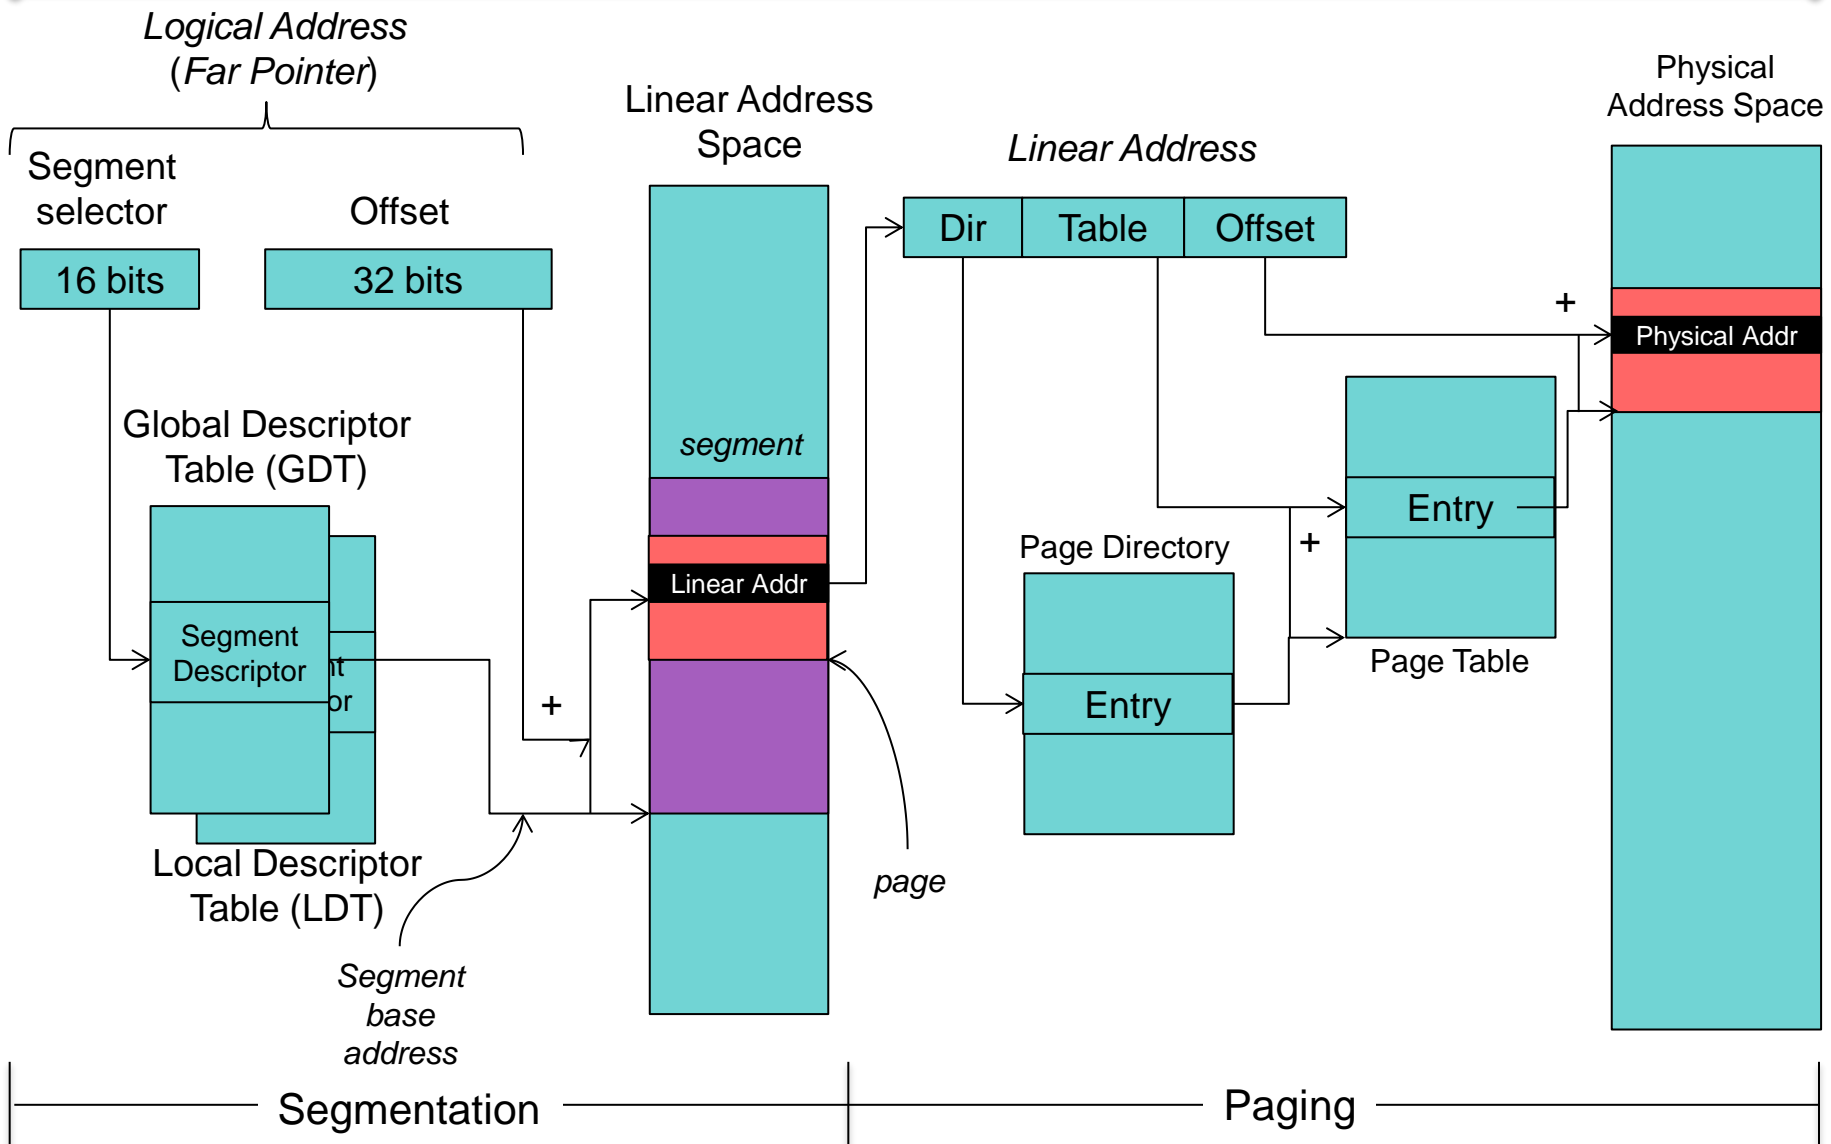 Logical Address
(Far Pointer)
Segment
selector
Offset
16 bits
32 bits
Global Descriptor
Table (GDT)
Segment
Descriptor
nt
or
Local Descriptor
Table (LDT)
Segment
base
address
+
Linear Address
Space
segment
Linear Addr
page
Linear Address
Dir
Table
Offset
Page Directory
Entry
+
Entry
Page Table
+
Physical
Address Space
Physical Addr
Segmentation
Paging